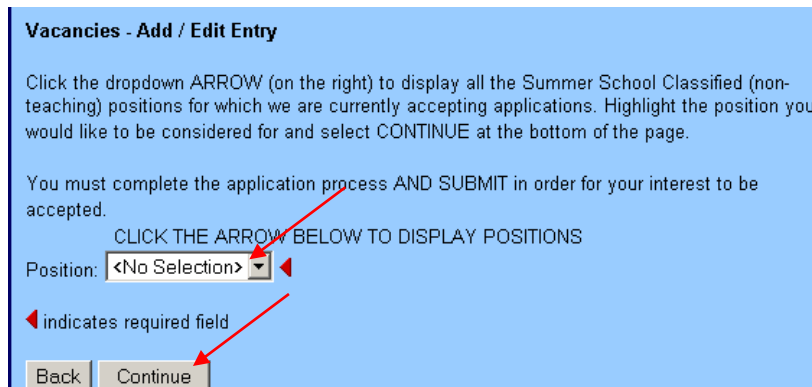 Vacancies - Add / Edit Entry
Click the dropdown ARROW (on the right) to display all the Summer School Classified (non-
teaching) positions for which we are currently accepting applications. Highlight the position you
would like to be considered for and select CONTINUE at the bottom of the page.
You must complete the application process AND SUBMIT in order for your interest to be
accepted.
CLICK THE ARROW BELOW TO DISPLAY POSITIONS
Position: <No Selection>
indicates required field
Back Continue